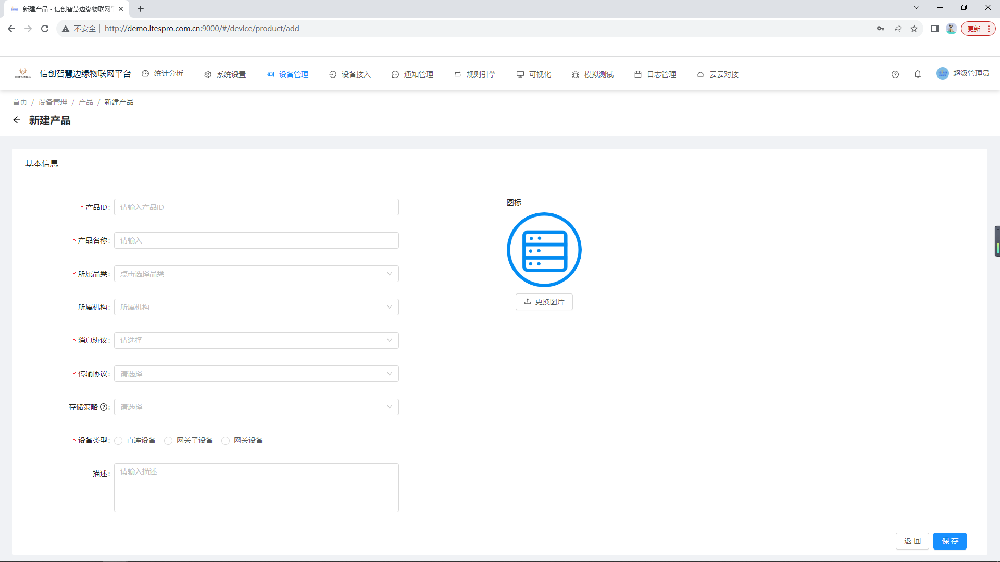 新建产品 - 信创智慧边缘物联网平
不安全 http://demo.itespro.com.cn:9000/#/device/product/add 更新
信创智慧边缘物联网平台 统计分析 系统设置 设备管理 设备接入 通知管理 规则引擎 可视化 模拟测试 日志管理 云云对接 超级管理员
首页 / 设备管理 / 产品 / 新建产品
新建产品
基本信息
* 产品ID: 请输入产品ID
* 产品名称: 请输入
* 所属品类: 点击选择品类
所属机构: 所属机构
* 消息协议: 请选择
* 传输协议: 请选择
存储策略 ? : 请选择
* 设备类型: 直连设备 网关子设备 网关设备
描述: 请输入描述
图标
更换图片
返 回 保 存